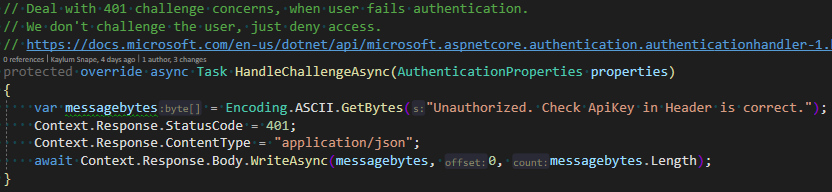 // Deal with 401 challenge concerns, when user fails authentication.
// We don't challenge the user, just deny access.
// https://docs.microsoft.com/en-us/dotnet/api/microsoft.aspnetcore.authentication.authenticationhandler-1.
0 references | Kaylum Snape, 4 days ago | 1 author, 3 changes
protected override async Task HandleChallengeAsync(AuthenticationProperties properties)
{
var messagebytes:byte[] = Encoding.ASCII.GetBytes(s:"Unauthorized. Check ApiKey in Header is correct.");
Context.Response.StatusCode = 401;
Context.Response.ContentType = "application/json";
await Context.Response.Body.WriteAsync(messagebytes, offset:0, count:messagebytes.Length);
}